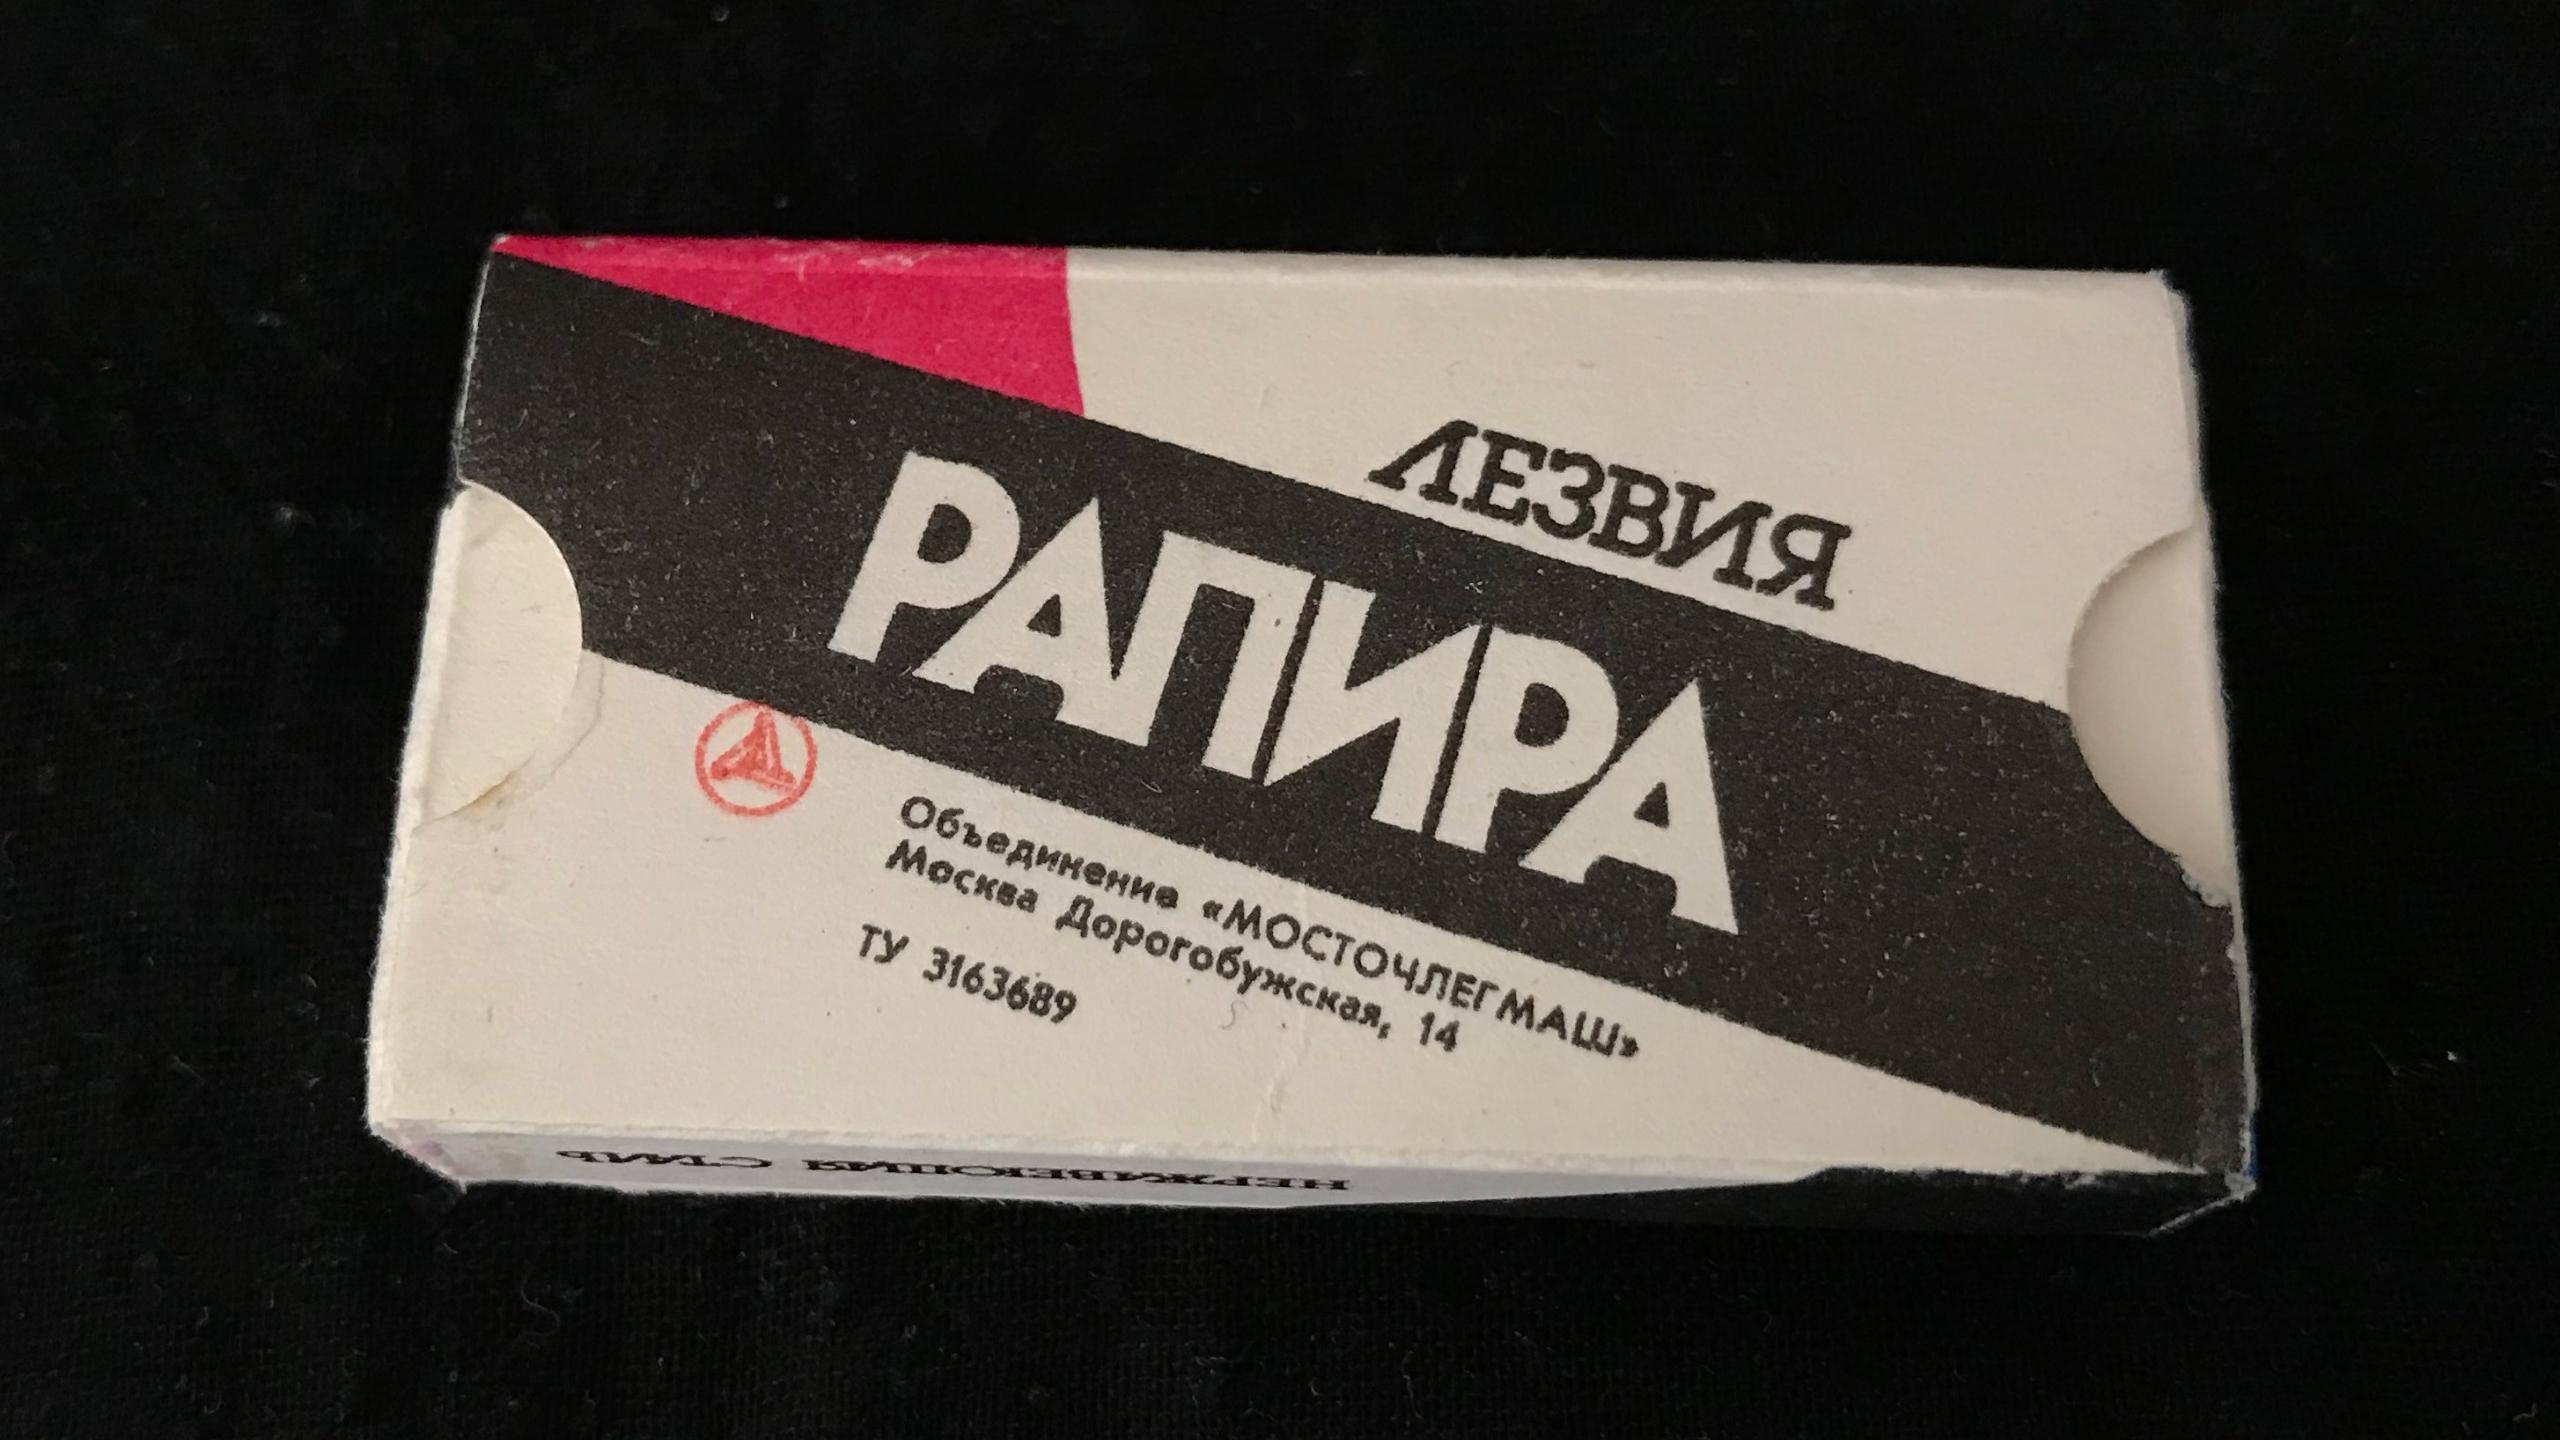 ЛЕЗВИЯ
РАПИРА
Объединение «МОСТОЧЛЕГМАШ»
Москва Дорогобужская, 14
ТУ 3163689
НЕРЖАВЕЮЩАЯ СТАЛЬ